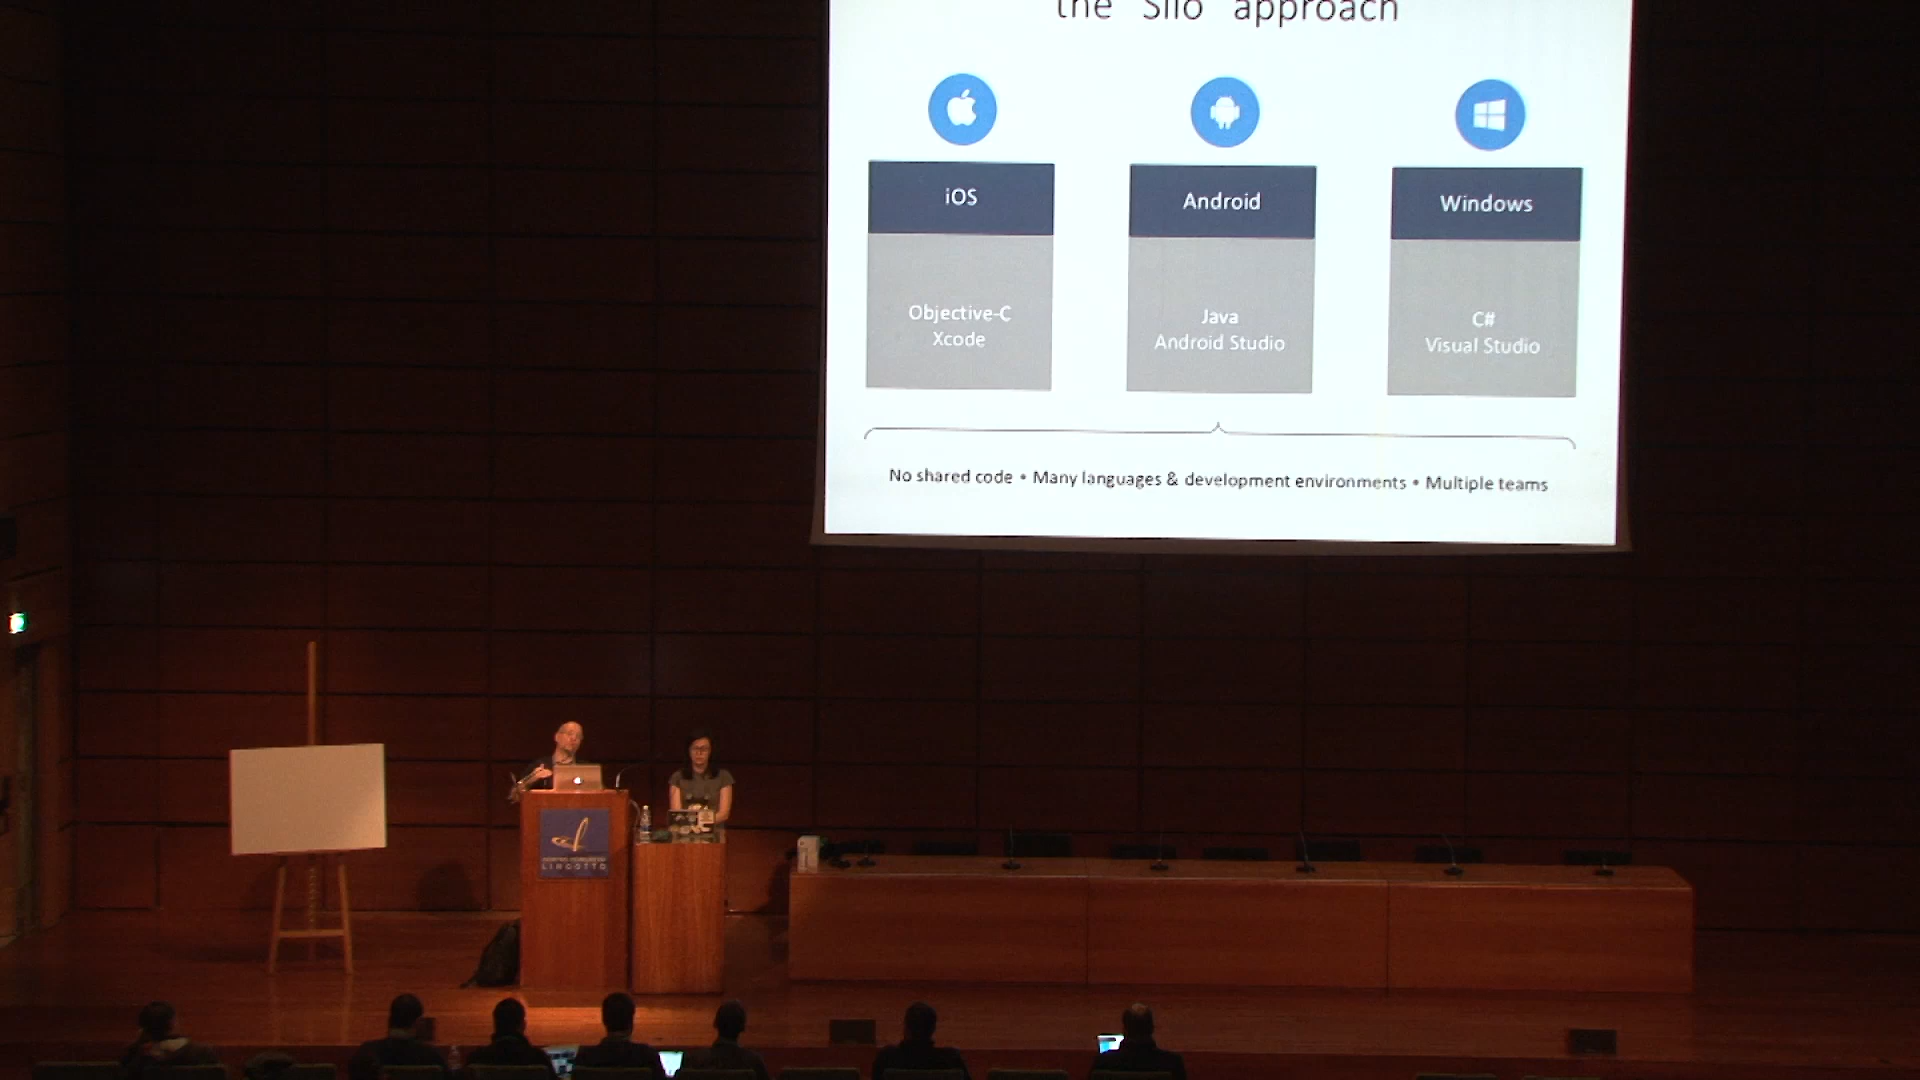 the "Silo" approach
iOS
Objective-C
Xcode
Android
Java
Android Studio
Windows
C#
Visual Studio
No shared code • Many languages & development environments • Multiple teams
LINGOTTO